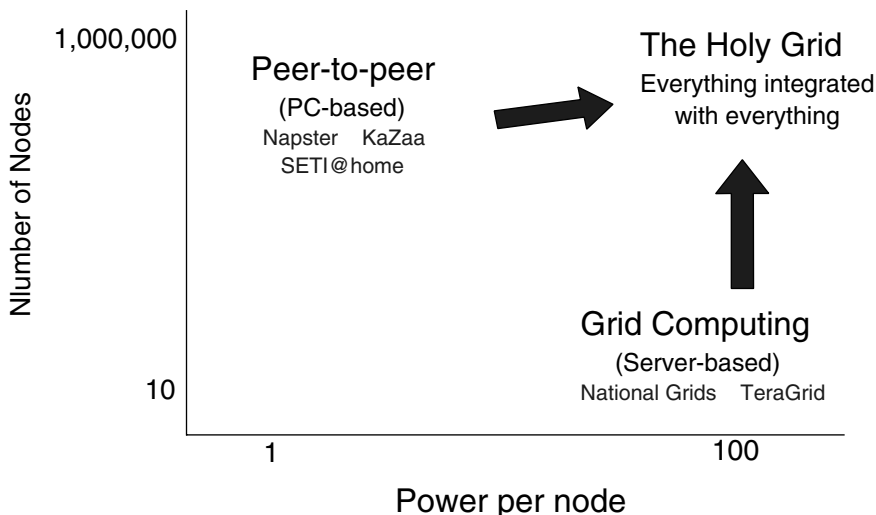 1,000,000
Peer-to-peer
(PC-based)
Napster KaZaa
SETI@home
The Holy Grid
Everything integrated
with everything
Nlumber of Nodes
Grid Computing
(Server-based)
National Grids TeraGrid
10
1
100
Power per node